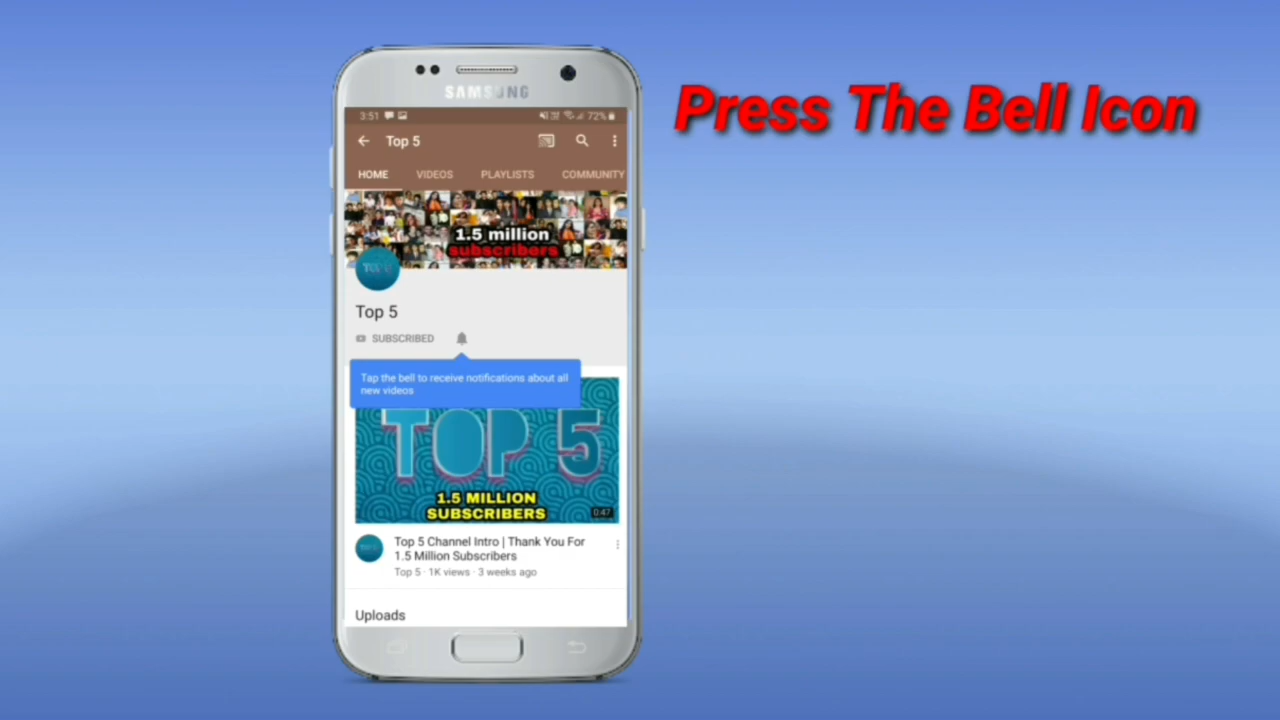 Press The Bell Icon
SAMSUNG
3:51
72%
Top 5
HOME VIDEOS PLAYLISTS COMMUNITY
1.5 million
subscribers
TOP 5
Top 5
SUBSCRIBED
Tap the bell to receive notifications about all
new videos
TOP 5
1.5 MILLION
SUBSCRIBERS
0:47
Top 5 Channel Intro | Thank You For
1.5 Million Subscribers
Top 5 · 1K views · 3 weeks ago
Uploads